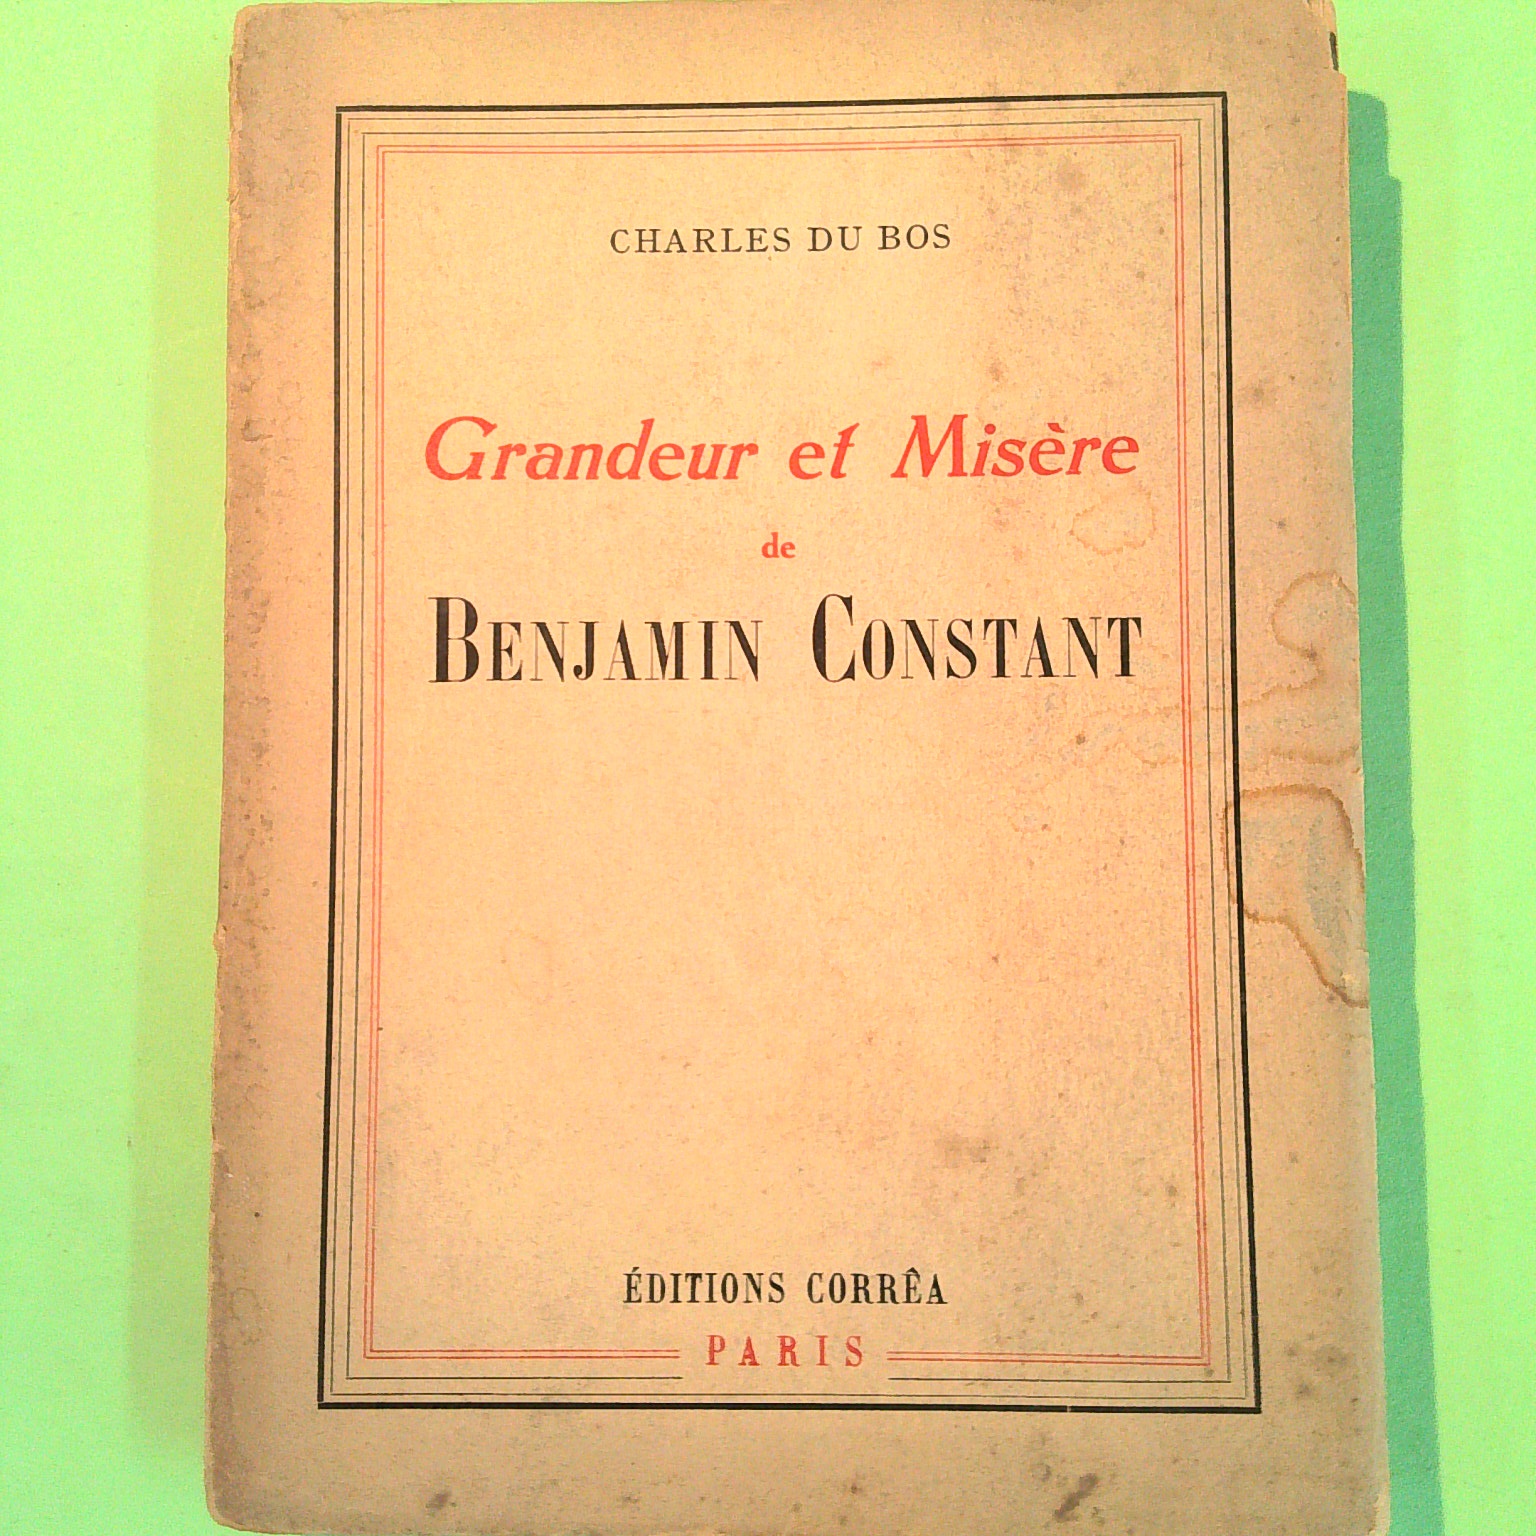 CHARLES DU BOS
Grandeur et Misère
de
BENJAMIN CONSTANT
ÉDITIONS CORRÊA
PARIS